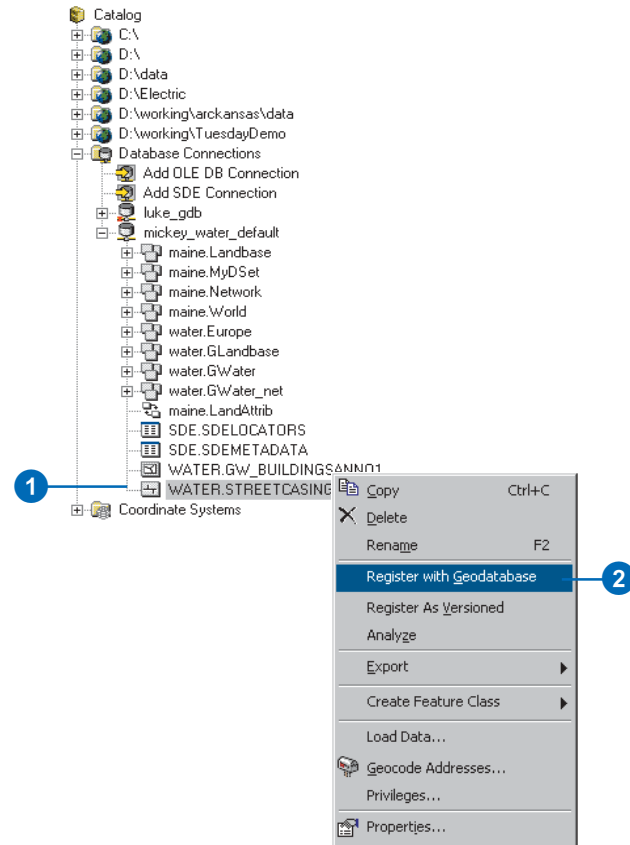 Catalog
C:\
D:\
D:\data
D:\Electric
D:\working\arckansas\data
D:\working\TuesdayDemo
Database Connections
Add OLE DB Connection
Add SDE Connection
luke_gdb
mickey_water_default
maine.Landbase
maine.MyDSet
maine.Network
maine.World
water.Europe
water.GLandbase
water.GWater
water.GWater_net
maine.LandAttrib
SDE.SDELOCATORS
SDE.SDEMETADATA
WATER.GW_BUILDINGSANNO1
1 WATER.STREETCASING
Coordinate Systems
Copy Ctrl+C
Delete
Rename F2
Register with Geodatabase 2
Register As Versioned
Analyze
Export
Create Feature Class
Load Data...
Geocode Addresses...
Privileges...
Properties...